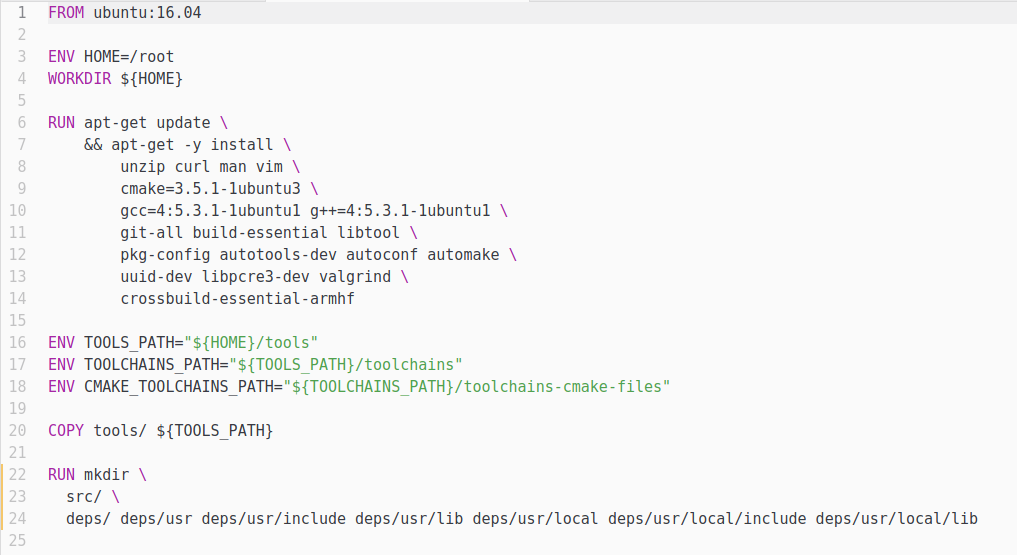 1 FROM ubuntu:16.04
2
3 ENV HOME=/root
4 WORKDIR ${HOME}
5
6 RUN apt-get update \
7     && apt-get -y install \
8         unzip curl man vim \
9         cmake=3.5.1-1ubuntu3 \
10         gcc=4:5.3.1-1ubuntu1 g++=4:5.3.1-1ubuntu1 \
11         git-all build-essential libtool \
12         pkg-config autotools-dev autoconf automake \
13         uuid-dev libpcre3-dev valgrind \
14         crossbuild-essential-armhf
15
16 ENV TOOLS_PATH="${HOME}/tools"
17 ENV TOOLCHAINS_PATH="${TOOLS_PATH}/toolchains"
18 ENV CMAKE_TOOLCHAINS_PATH="${TOOLCHAINS_PATH}/toolchains-cmake-files"
19
20 COPY tools/ ${TOOLS_PATH}
21
22 RUN mkdir \
23   src/ \
24   deps/ deps/usr deps/usr/include deps/usr/lib deps/usr/local deps/usr/local/include deps/usr/local/lib
25